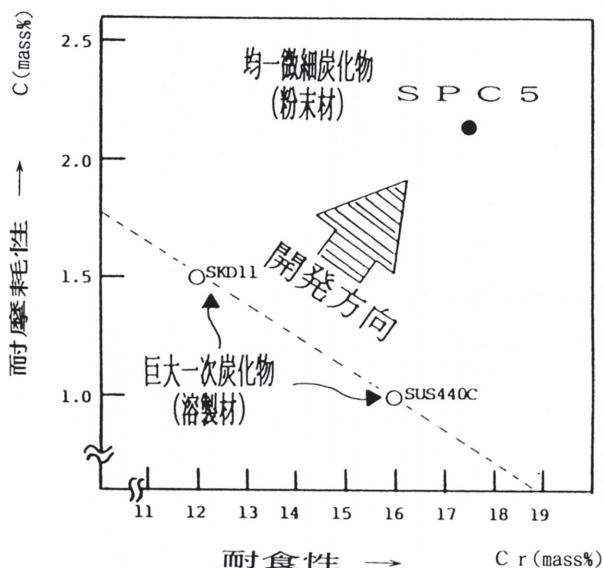 C(mass%)
耐摩耗性 →
2.5
2.0
1.5
1.0
均一微細炭化物
(粉末材)
SPC5
開発方向
SKD11
巨大一次炭化物
(溶製材)
SUS440C
11 12 13 14 15 16 17 18 19
耐食性 → Cr(mass%)